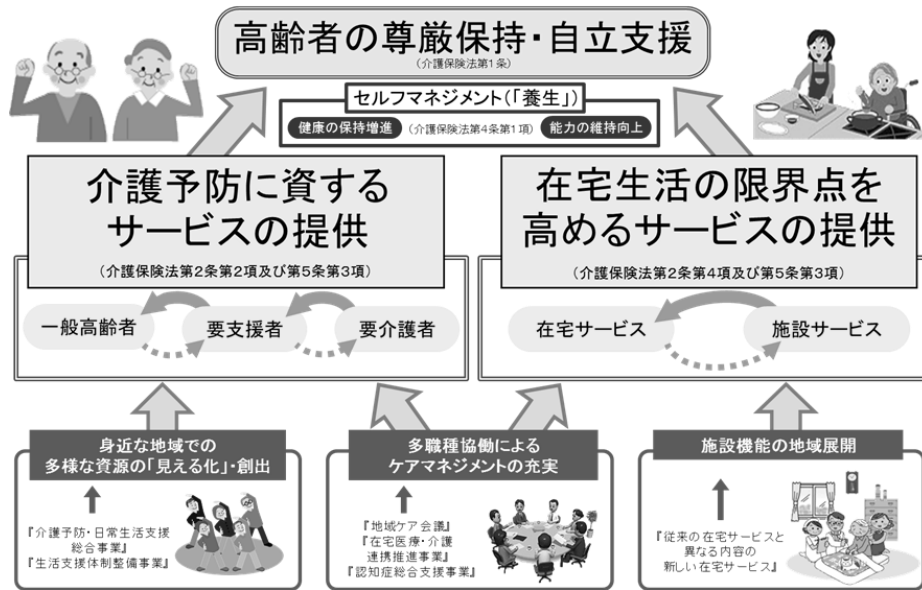 高齢者の尊厳保持・自立支援
（介護保険法第1条）
セルフマネジメント(「養生」)
健康の保持増進 （介護保険法第4条第1項） 能力の維持向上
介護予防に資する
サービスの提供
（介護保険法第2条第2項及び第5条第3項）
一般高齢者 要支援者 要介護者
在宅生活の限界点を
高めるサービスの提供
（介護保険法第2条第4項及び第5条第3項）
在宅サービス 施設サービス
身近な地域での
多様な資源の「見える化」・創出
『介護予防・日常生活支援
総合事業』
『生活支援体制整備事業』
多職種協働による
ケアマネジメントの充実
『地域ケア会議』
『在宅医療・介護
連携推進事業』
『認知症総合支援事業』
施設機能の地域展開
『従来の在宅サービスと
異なる内容の
新しい在宅サービス』